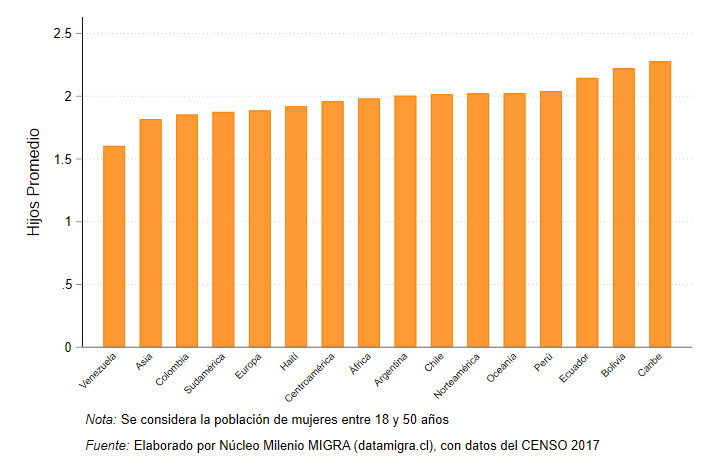 Hijos Promedio
2.5
2
1.5
1
.5
0
Venezuela
Asia
Colombia
Sudamérica
Europa
Haití
Centroamérica
África
Argentina
Chile
Norteamérica
Oceanía
Perú
Ecuador
Bolivia
Caribe
Nota: Se considera la población de mujeres entre 18 y 50 años
Fuente: Elaborado por Núcleo Milenio MIGRA (datamigra.cl), con datos del CENSO 2017